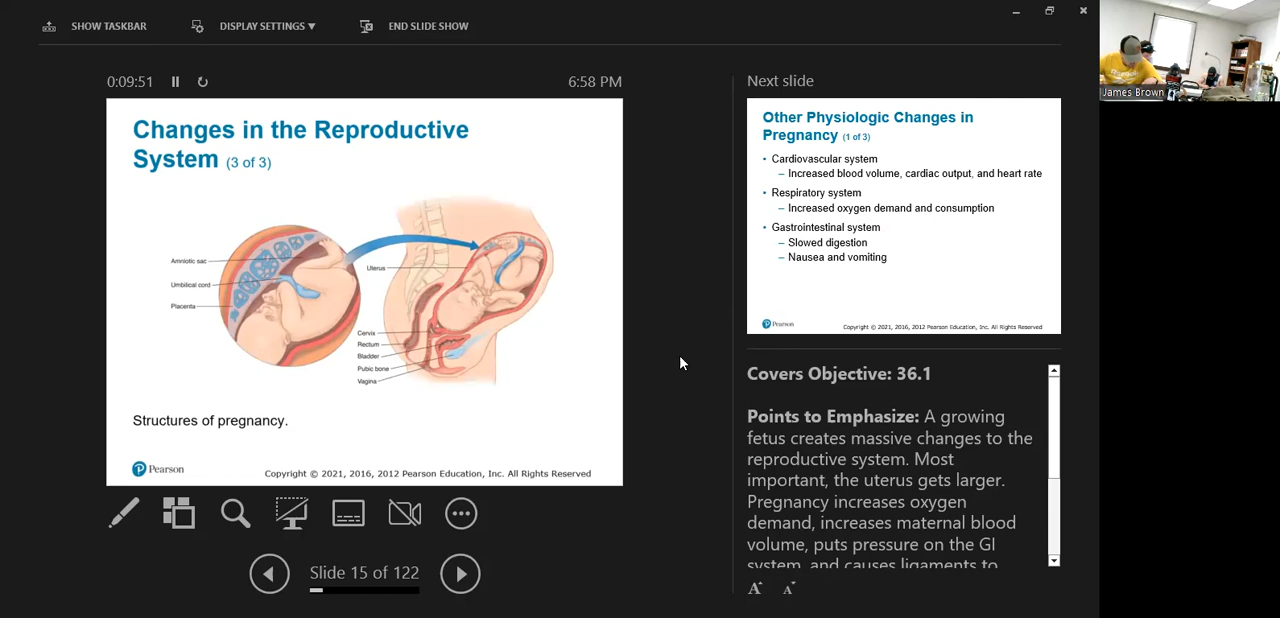 SHOW TASKBAR
DISPLAY SETTINGS ▼
END SLIDE SHOW
0:09:51
6:58 PM
Changes in the Reproductive
System (3 of 3)
Amniotic sac
Umbilical cord
Placenta
Uterus
Cervix
Rectum
Bladder
Pubic bone
Vagina
Structures of pregnancy.
Pearson
Copyright © 2021, 2016, 2012 Pearson Education, Inc. All Rights Reserved
Slide 15 of 122
Next slide
Other Physiologic Changes in
Pregnancy (1 of 3)
• Cardiovascular system
– Increased blood volume, cardiac output, and heart rate
• Respiratory system
– Increased oxygen demand and consumption
• Gastrointestinal system
– Slowed digestion
– Nausea and vomiting
Pearson
Copyright © 2021, 2016, 2012 Pearson Education, Inc. All Rights Reserved
Covers Objective: 36.1
Points to Emphasize: A growing
fetus creates massive changes to the
reproductive system. Most
important, the uterus gets larger.
Pregnancy increases oxygen
demand, increases maternal blood
volume, puts pressure on the GI
system, and causes ligaments to
A A
James Brown